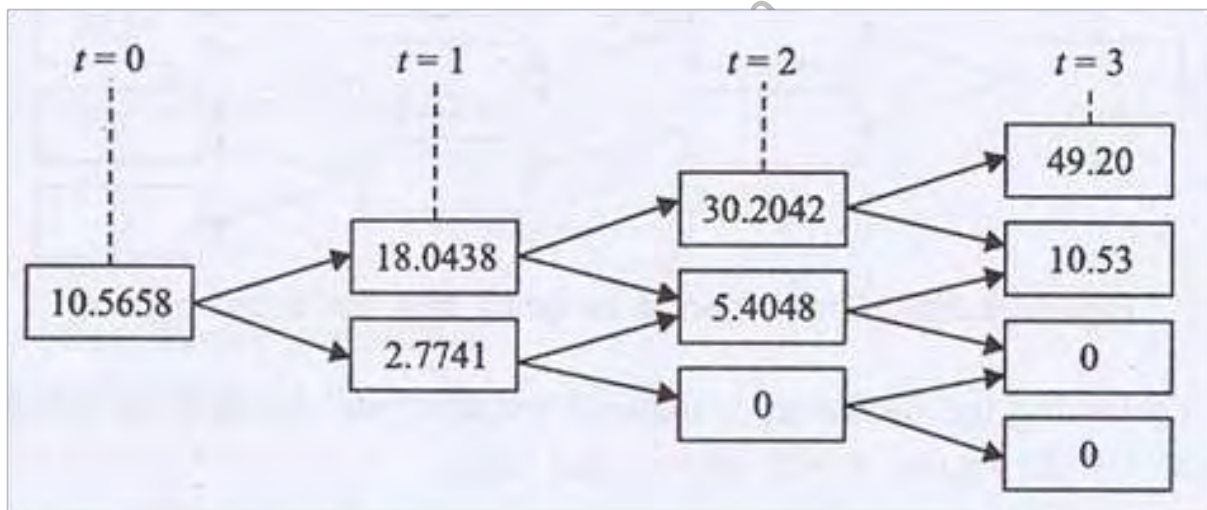 t = 0
t = 1
t = 2
t = 3
49.20
30.2042
18.0438
10.53
10.5658
5.4048
2.7741
0
0
0